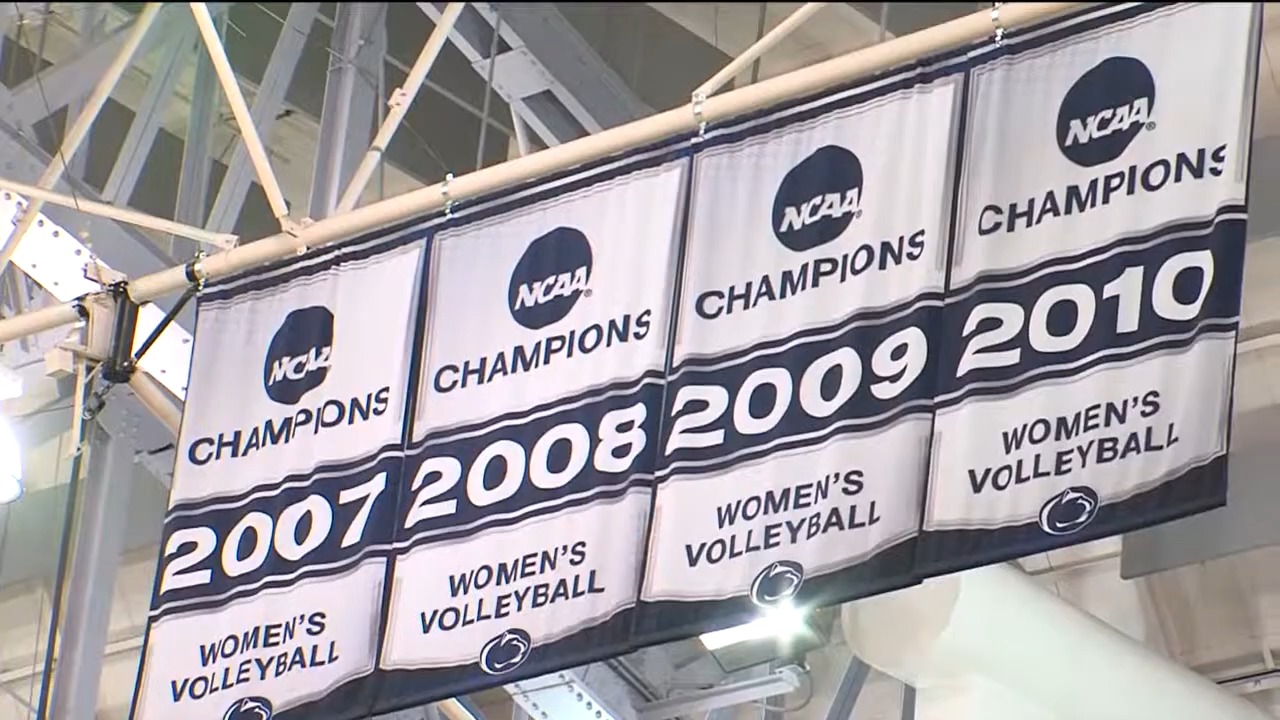 NCAA
CHAMPIONS
2007
WOMEN'S
VOLLEYBALL
NCAA®
CHAMPIONS
2008
WOMEN'S
VOLLEYBALL
NCAA®
CHAMPIONS
2009
WOMEN'S
VOLLEYBALL
NCAA®
CHAMPIONS
2010
WOMEN'S
VOLLEYBALL